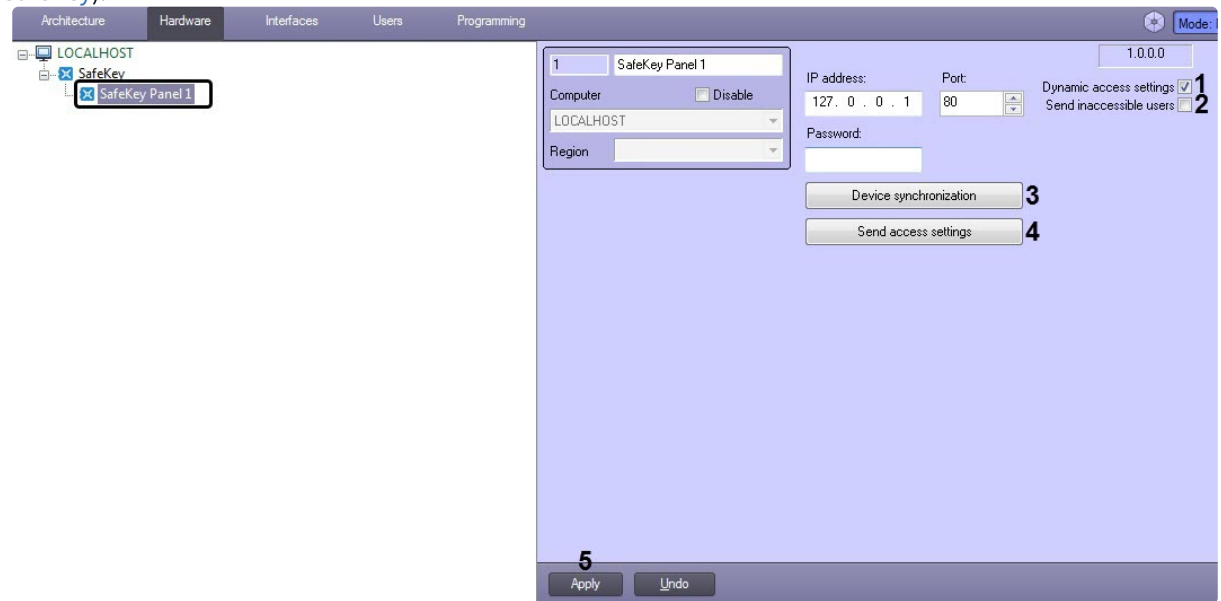 Architecture Hardware Interfaces Users Programming Mode:
LOCALHOST
SafeKey
SafeKey Panel 1
1 SafeKey Panel 1
Computer Disable
LOCALHOST
Region
IP address: Port:
127. 0 . 0 . 1 80
Password:
1.0.0.0
Dynamic access settings 1
Send inaccessible users 2
Device synchronization 3
Send access settings 4
5
Apply Undo